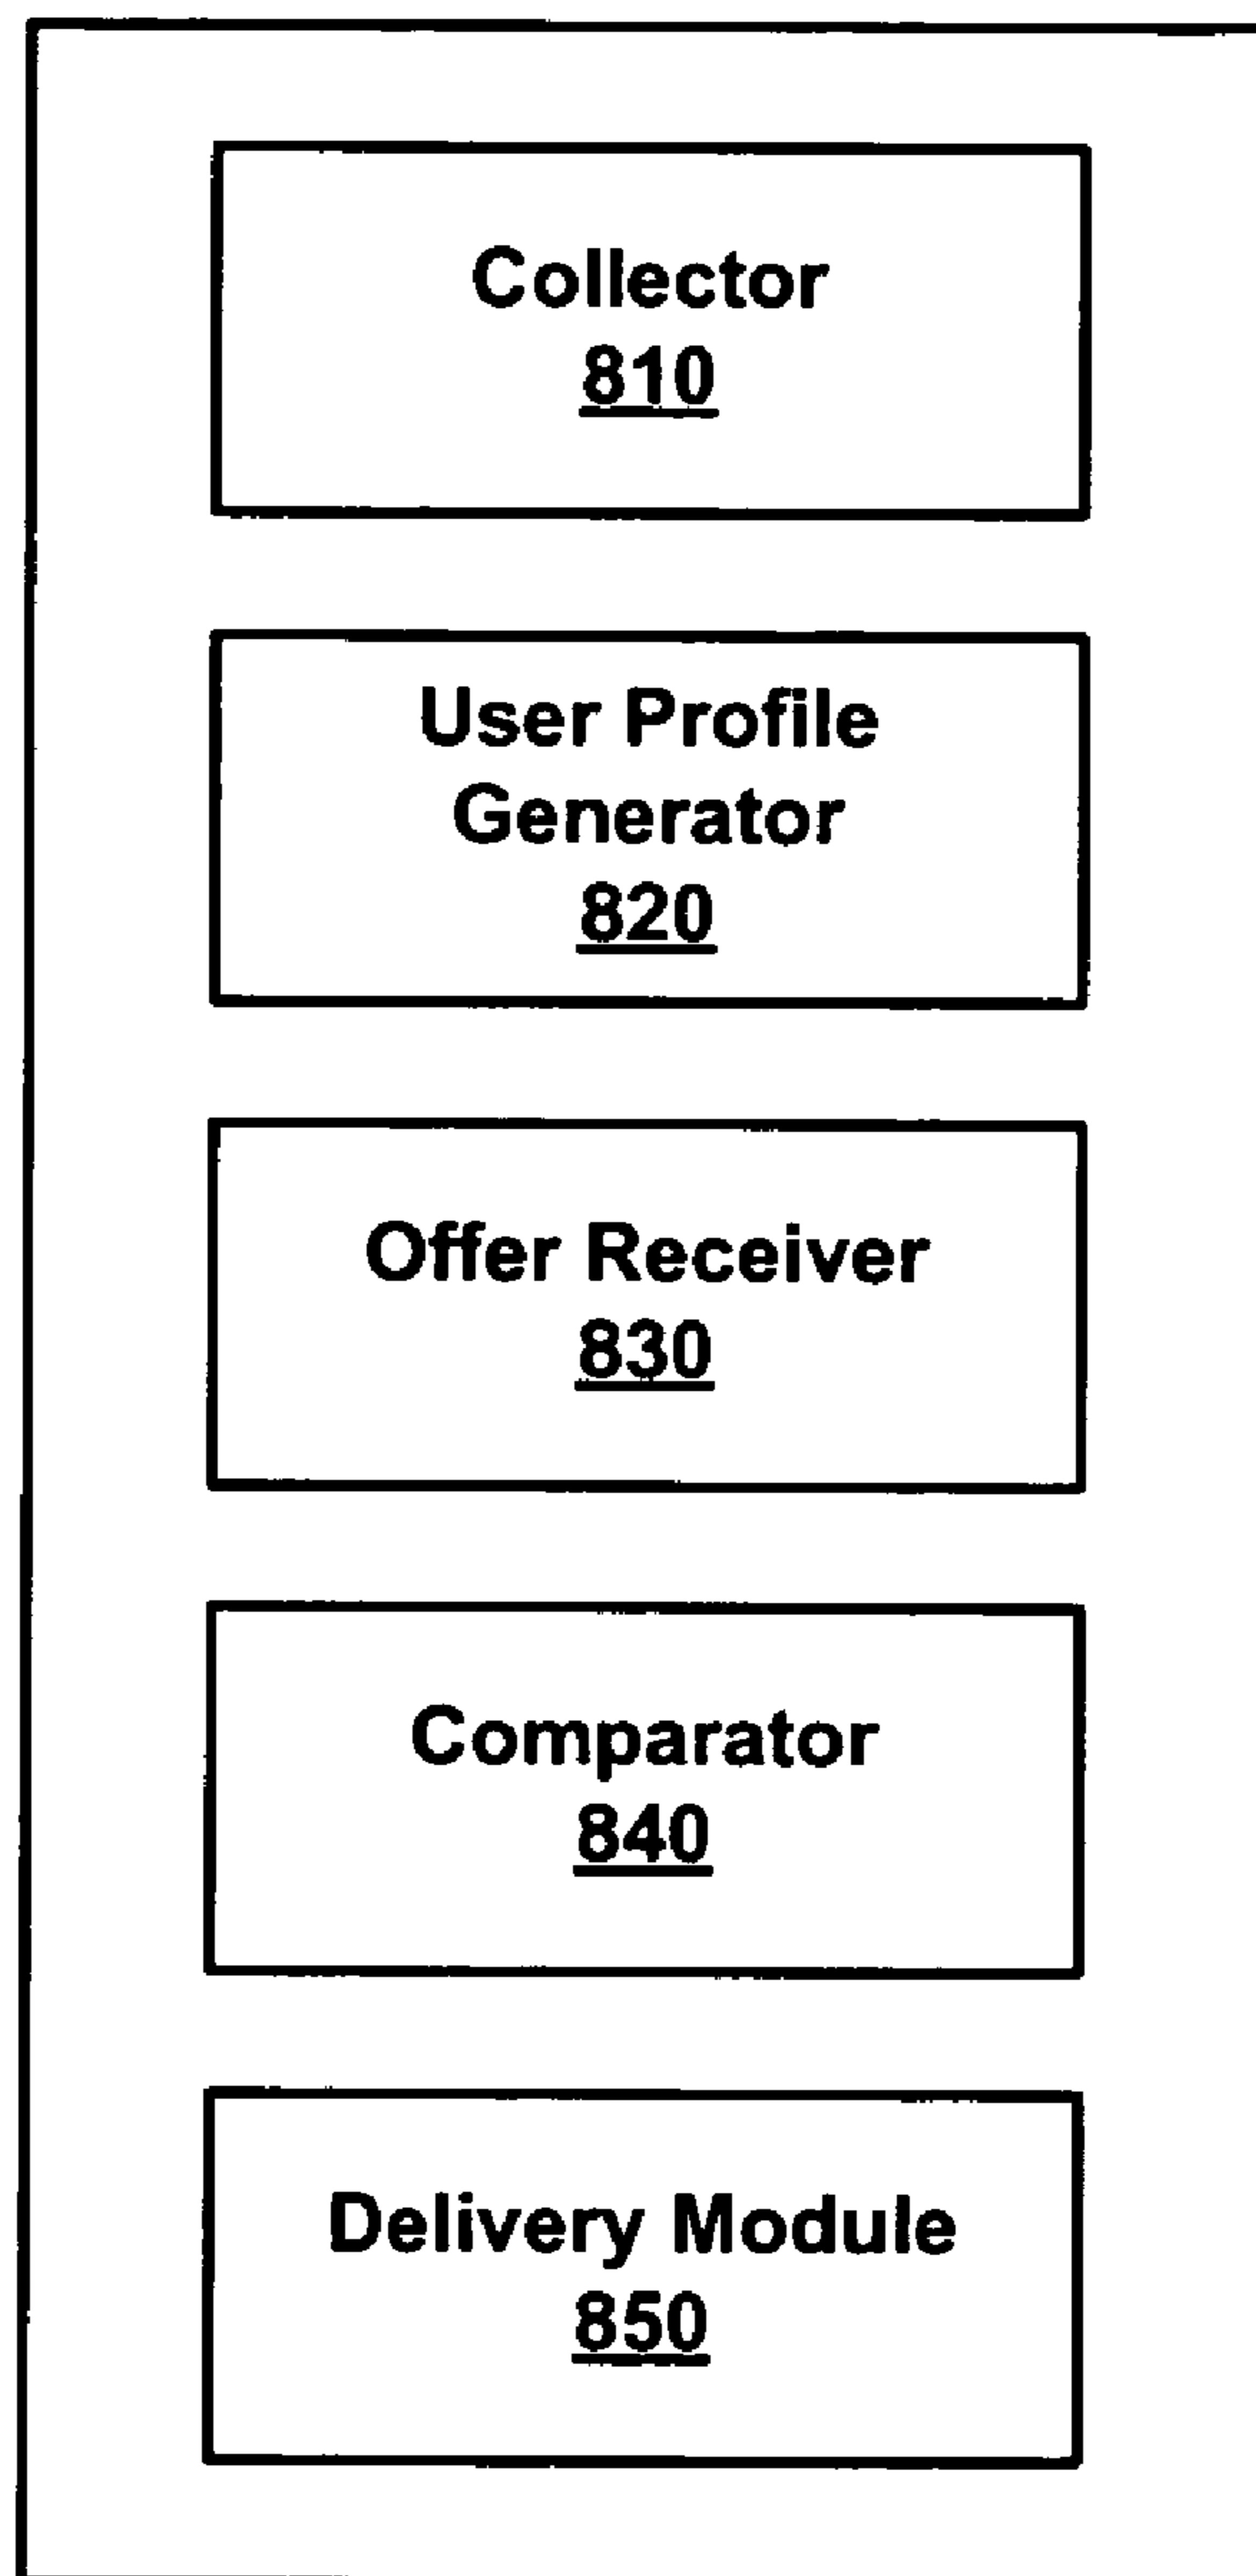 Collector
810
User Profile
Generator
820
Offer Receiver
830
Comparator
840
Delivery Module
850